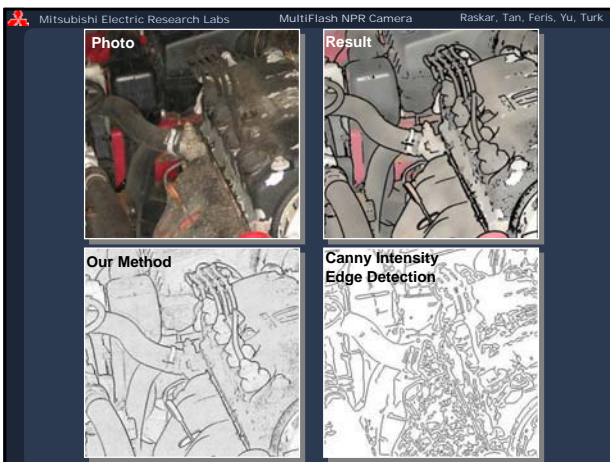 Mitsubishi Electric Research Labs
MultiFlash NPR Camera
Raskar, Tan, Feris, Yu, Turk
Photo
Result
Our Method
Canny Intensity
Edge Detection